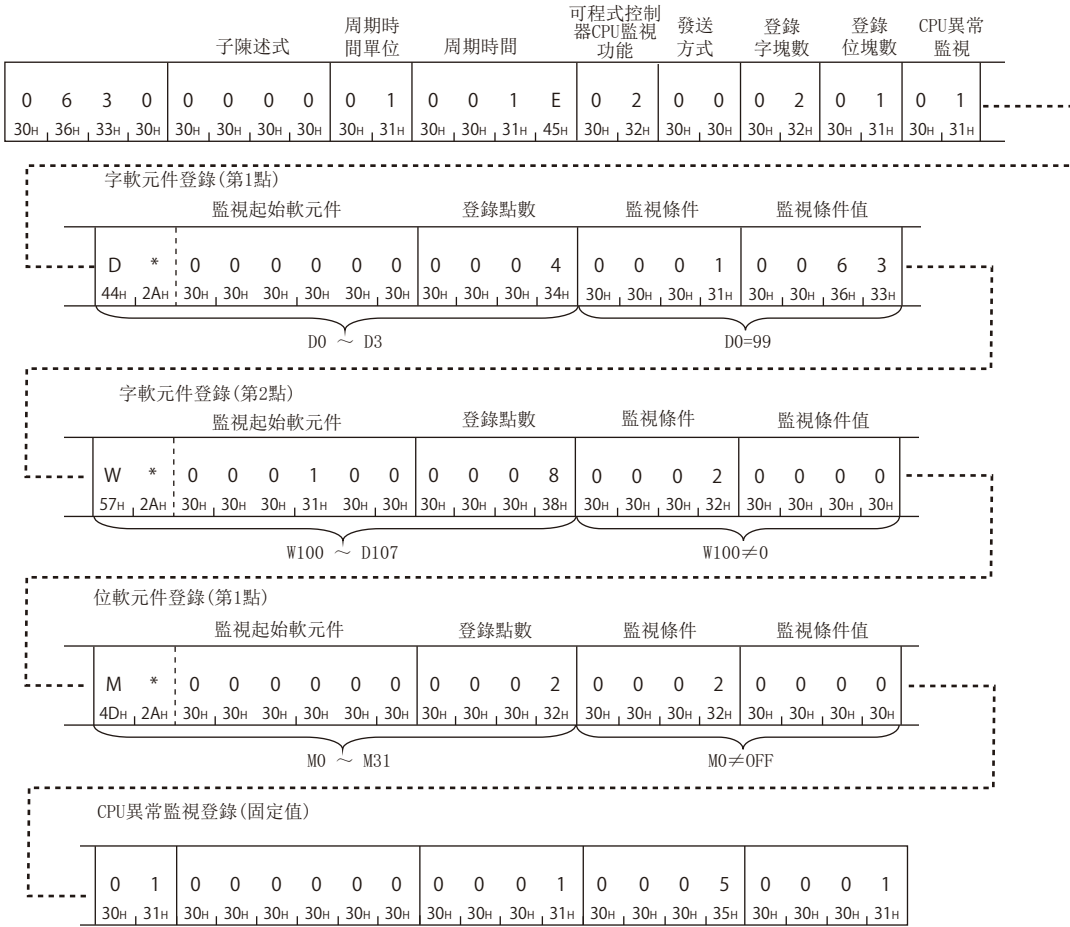 子陳述式 周期時間單位 周期時間 可程式控制器CPU監視功能 發送方式 登錄字塊數 登錄位塊數 CPU異常監視
0 6 3 0 0 0 0 0 0 1 0 0 1 E 0 2 0 0 0 2 0 1 0 1
30H 36H 33H 30H 30H 30H 30H 30H 30H 31H 30H 30H 31H 45H 30H 32H 30H 30H 30H 32H 30H 31H 30H 31H
字軟元件登錄(第1點)
監視起始軟元件 登錄點數 監視條件 監視條件值
D * 0 0 0 0 0 0 0 0 0 4 0 0 0 1 0 0 6 3
44H 2AH 30H 30H 30H 30H 30H 30H 30H 30H 30H 34H 30H 30H 30H 31H 30H 30H 36H 33H
D0 ～ D3 D0=99
字軟元件登錄(第2點)
監視起始軟元件 登錄點數 監視條件 監視條件值
W * 0 0 0 1 0 0 0 0 0 8 0 0 0 2 0 0 0 0
57H 2AH 30H 30H 30H 31H 30H 30H 30H 30H 30H 38H 30H 30H 30H 32H 30H 30H 30H 30H
W100 ～ D107 W100≠0
位軟元件登錄(第1點)
監視起始軟元件 登錄點數 監視條件 監視條件值
M * 0 0 0 0 0 0 0 0 0 2 0 0 0 2 0 0 0 0
4DH 2AH 30H 30H 30H 30H 30H 30H 30H 30H 30H 32H 30H 30H 30H 32H 30H 30H 30H 30H
M0 ～ M31 M0≠OFF
CPU異常監視登錄(固定值)
0 1 0 0 0 0 0 0 0 0 0 1 0 0 0 5 0 0 0 1
30H 31H 30H 30H 30H 30H 30H 30H 30H 30H 30H 31H 30H 30H 30H 35H 30H 30H 30H 31H